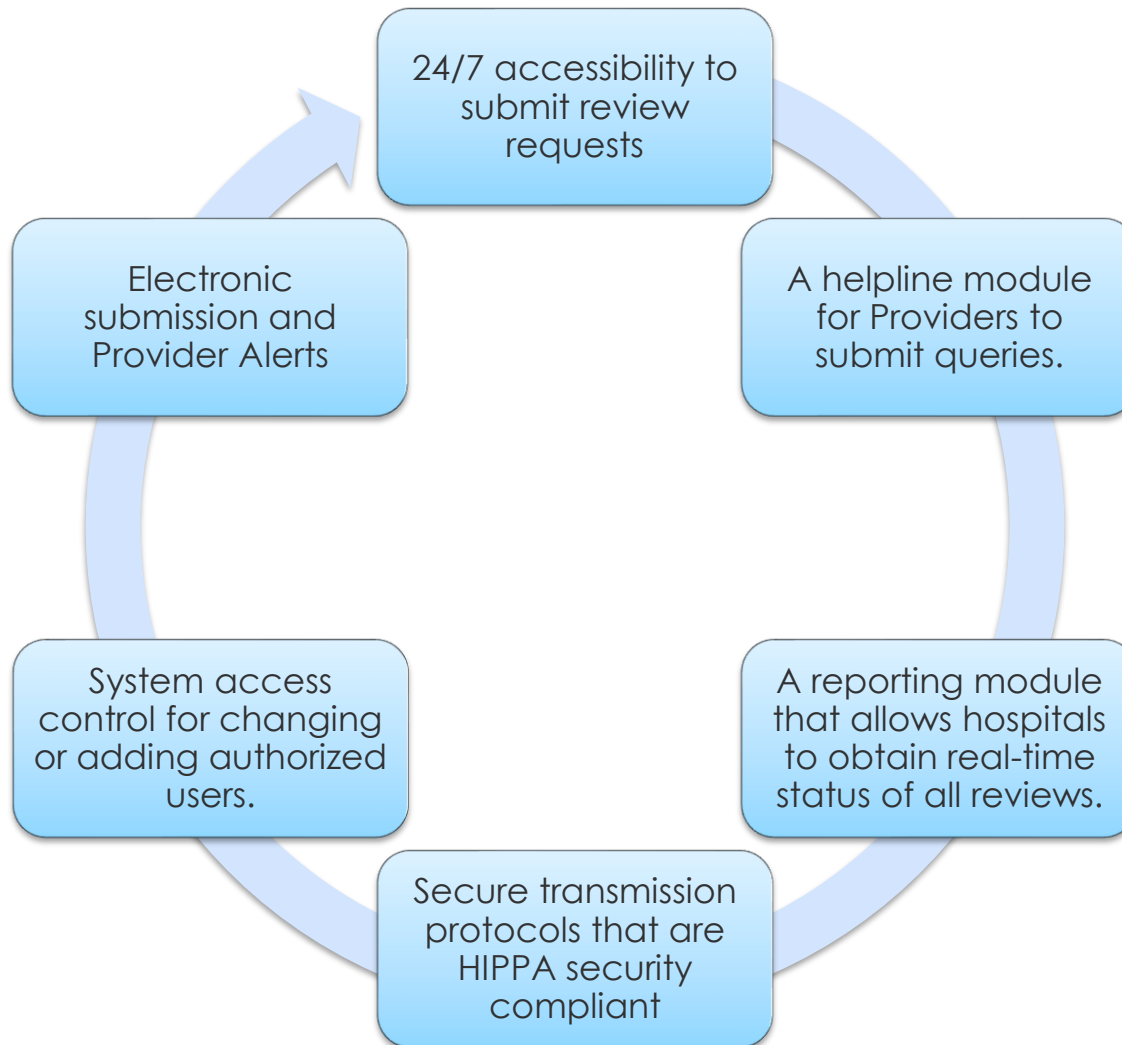 24/7 accessibility to
submit review
requests
A helpline module
for Providers to
submit queries.
A reporting module
that allows hospitals
to obtain real-time
status of all reviews.
Secure transmission
protocols that are
HIPPA security
compliant
System access
control for changing
or adding authorized
users.
Electronic
submission and
Provider Alerts